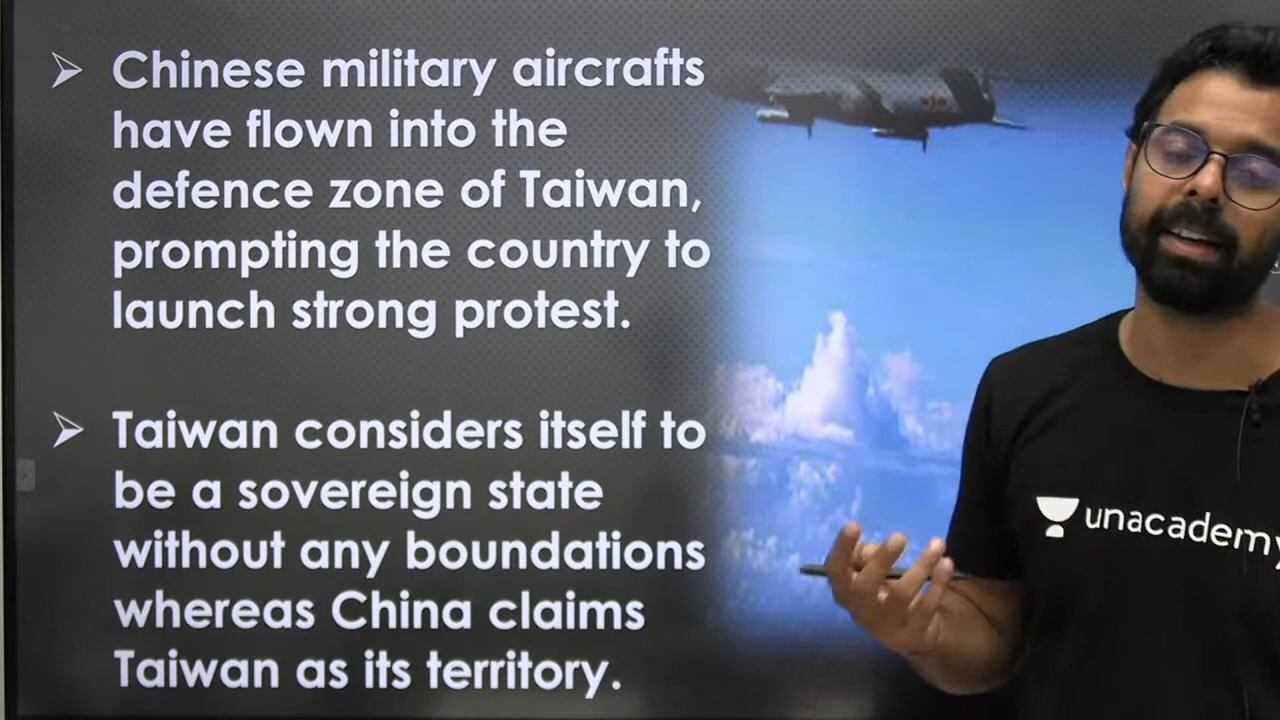 Chinese military aircrafts
have flown into the
defence zone of Taiwan,
prompting the country to
launch strong protest.
Taiwan considers itself to
be a sovereign state
without any boundations
whereas China claims
Taiwan as its territory.
unacademy